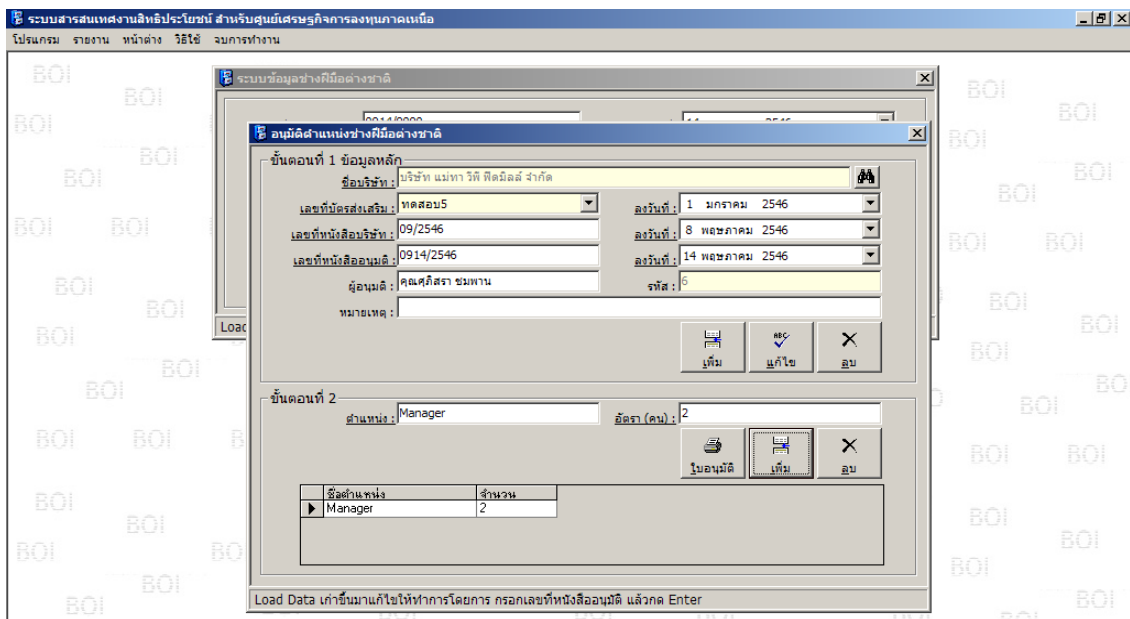 ระบบสารสนเทศงานสิทธิประโยชน์ สำหรับศูนย์เศรษฐกิจการลงทุนภาคเหนือ
โปรแกรม รายงาน หน้าต่าง วิธีใช้ จบการทำงาน
ระบบข้อมูลช่างฝีมือต่างชาติ
อนุมัติตำแหน่งช่างฝีมือต่างชาติ
ขั้นตอนที่ 1 ข้อมูลหลัก
ชื่อบริษัท : บริษัท แม่ทา วีพี ฟีดมิลล์ จำกัด
เลขที่บัตรส่งเสริม : ทดสอบ5 ลงวันที่ : 1 มกราคม 2546
เลขที่หนังสือบริษัท : 09/2546 ลงวันที่ : 8 พฤษภาคม 2546
เลขที่หนังสืออนุมติ : 0914/2546 ลงวันที่ : 14 พฤษภาคม 2546
ผู้อนุมติ : คุณศุภิสรา ชมพาน รหัส : 6
หมายเหตุ :
Load
เพิ่ม แก้ไข ลบ
ขั้นตอนที่ 2
ตำแหน่ง : Manager อัตรา (คน) : 2
ใบอนุมัติ เพิ่ม ลบ
ชื่อตำแหน่ง จำนวน
Manager 2
Load Data เก่าขึ้นมาแก้ไขให้ทำการโดยการ กรอกเลขที่หนังสืออนุมัติ แล้วกด Enter